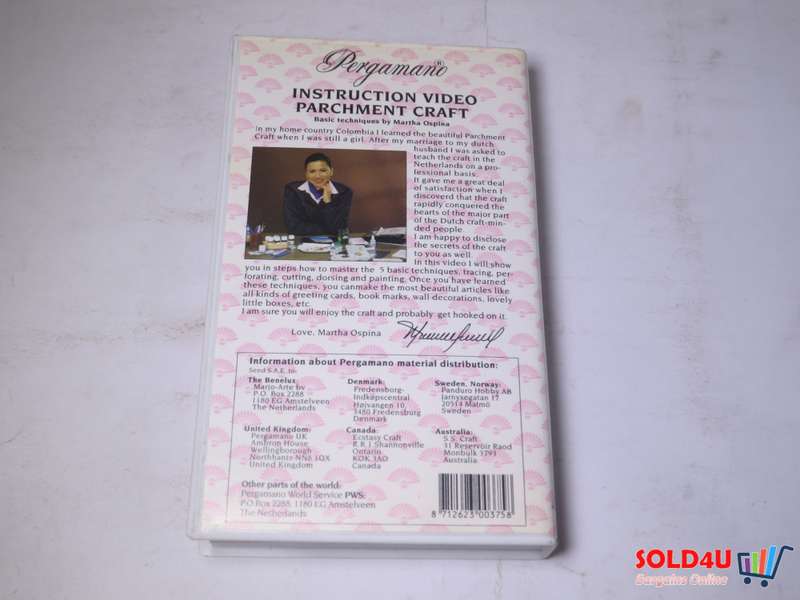 Pergamano®
INSTRUCTION VIDEO
PARCHMENT CRAFT
Basic techniques by Martha Ospina
in my home country Colombia I learned the beautiful Parchment
Craft when I was still a girl. After my marriage to my dutch
husband I was asked to
teach the craft in the
Netherlands on a pro-
fessional basis.
It gave me a great deal
of satisfaction when I
discoverd that the craft
rapidly conquered the
hearts of the major part
of the Dutch craft-min-
ded people.
I am happy to disclose
the secrets of the craft
to you as well.
In this video I will show
you in steps how to master the 5 basic techniques, tracing, per-
forating, cutting, dorsing and painting. Once you have learned
these techniques, you canmake the most beautiful articles like
all kinds of greeting cards, book marks, wall decorations, lovely
little boxes, etc.
I am sure you will enjoy the craft and probably get hooked on it.
Love, Martha Ospina
Information about Pergamano material distribution:
Send S.A.E. to:
The Benelux:
Marjo-Arte bv
P.O. Box 2288
1180 EG Amstelveen
The Netherlands
Denmark:
Fredensborg-
Indkøpscentral
Højvangen 10,
3480 Fredensburg
Denmark
Sweden, Norway:
Panduro Hobby AB
Jarnyxegatan 17
20514 Malmö
Sweden
United Kingdom:
Pergamano UK
House
Wellingborough
Northhants NN8
United Kingdom
Canada:
Ecstasy Craft
R.R.1 Shannonville
Ontario
KOK 3AO
Canada
Australia:
S.S. Craft
Reservoir Raod
Monbulk 3793
Australia
Other parts of the world:
Pergamano World Service PWS:
P.O Box 2288, 1180 EG Amstelveen
The Netherlands
8 712623 003758
SOLD4U
Bargains Online